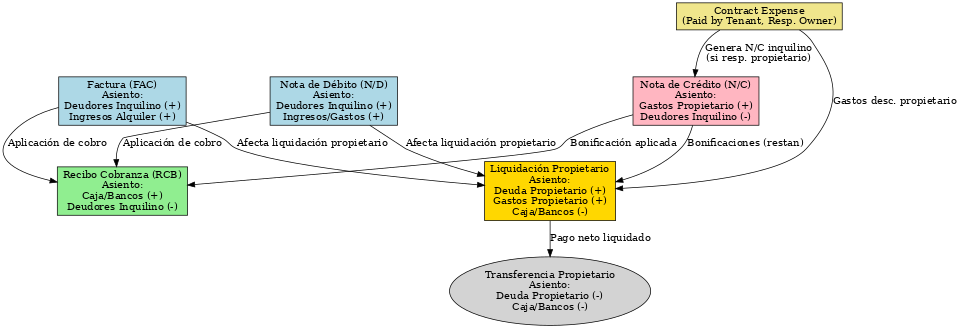 Contract Expense
(Paid by Tenant, Resp. Owner)
Genera N/C inquilino
(si resp. propietario)
Factura (FAC)
Asiento:
Deudores Inquilino (+)
Ingresos Alquiler (+)
Nota de Débito (N/D)
Asiento:
Deudores Inquilino (+)
Ingresos/Gastos (+)
Nota de Crédito (N/C)
Asiento:
Gastos Propietario (+)
Deudores Inquilino (-)
Gastos desc. propietario
Aplicación de cobro
Aplicación de cobro
Afecta liquidación propietario
Afecta liquidación propietario
Bonificación aplicada
Bonificaciones (restan)
Recibo Cobranza (RCB)
Asiento:
Caja/Bancos (+)
Deudores Inquilino (-)
Liquidación Propietario
Asiento:
Deuda Propietario (+)
Gastos Propietario (+)
Caja/Bancos (-)
Pago neto liquidado
Transferencia Propietario
Asiento:
Deuda Propietario (-)
Caja/Bancos (-)